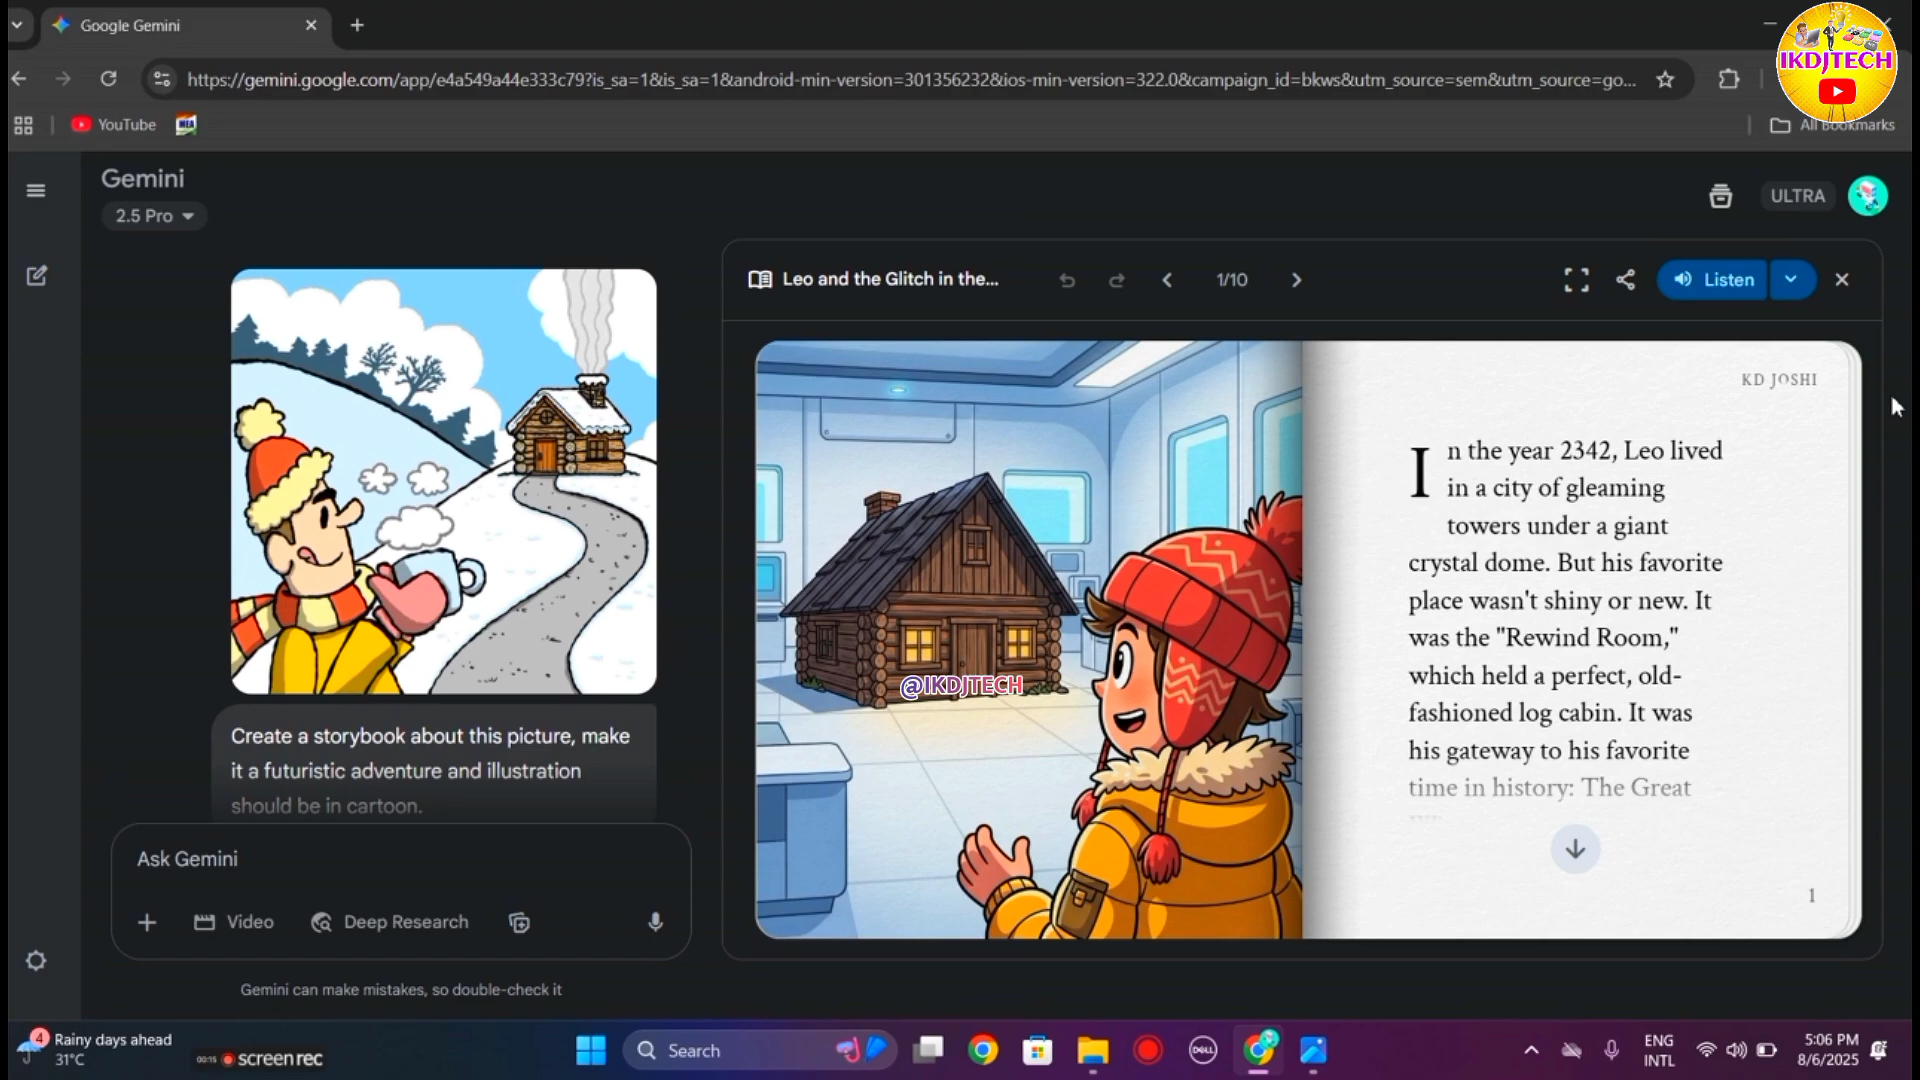 Google Gemini
https://gemini.google.com/app/e4a549a44e333c79?is_sa=1&is_sa=1&android-min-version=301356232&ios-min-version=322.0&campaign_id=bkws&utm_source=sem&utm_source=go...
IKDJTECH
YouTube
All Bookmarks
Gemini
2.5 Pro
ULTRA
Leo and the Glitch in the...
1/10
Listen
KD JOSHI
In the year 2342, Leo lived
in a city of gleaming
towers under a giant
crystal dome. But his favorite
place wasn't shiny or new. It
was the "Rewind Room,"
which held a perfect, old-
fashioned log cabin. It was
his gateway to his favorite
time in history: The Great
1
@IKDJTECH
Create a storybook about this picture, make
it a futuristic adventure and illustration
should be in cartoon.
Ask Gemini
Video
Deep Research
Gemini can make mistakes, so double-check it
4
Rainy days ahead
31°C
00:15
screenrec
Search
DELL
ENG
INTL
5:06 PM
8/6/2025